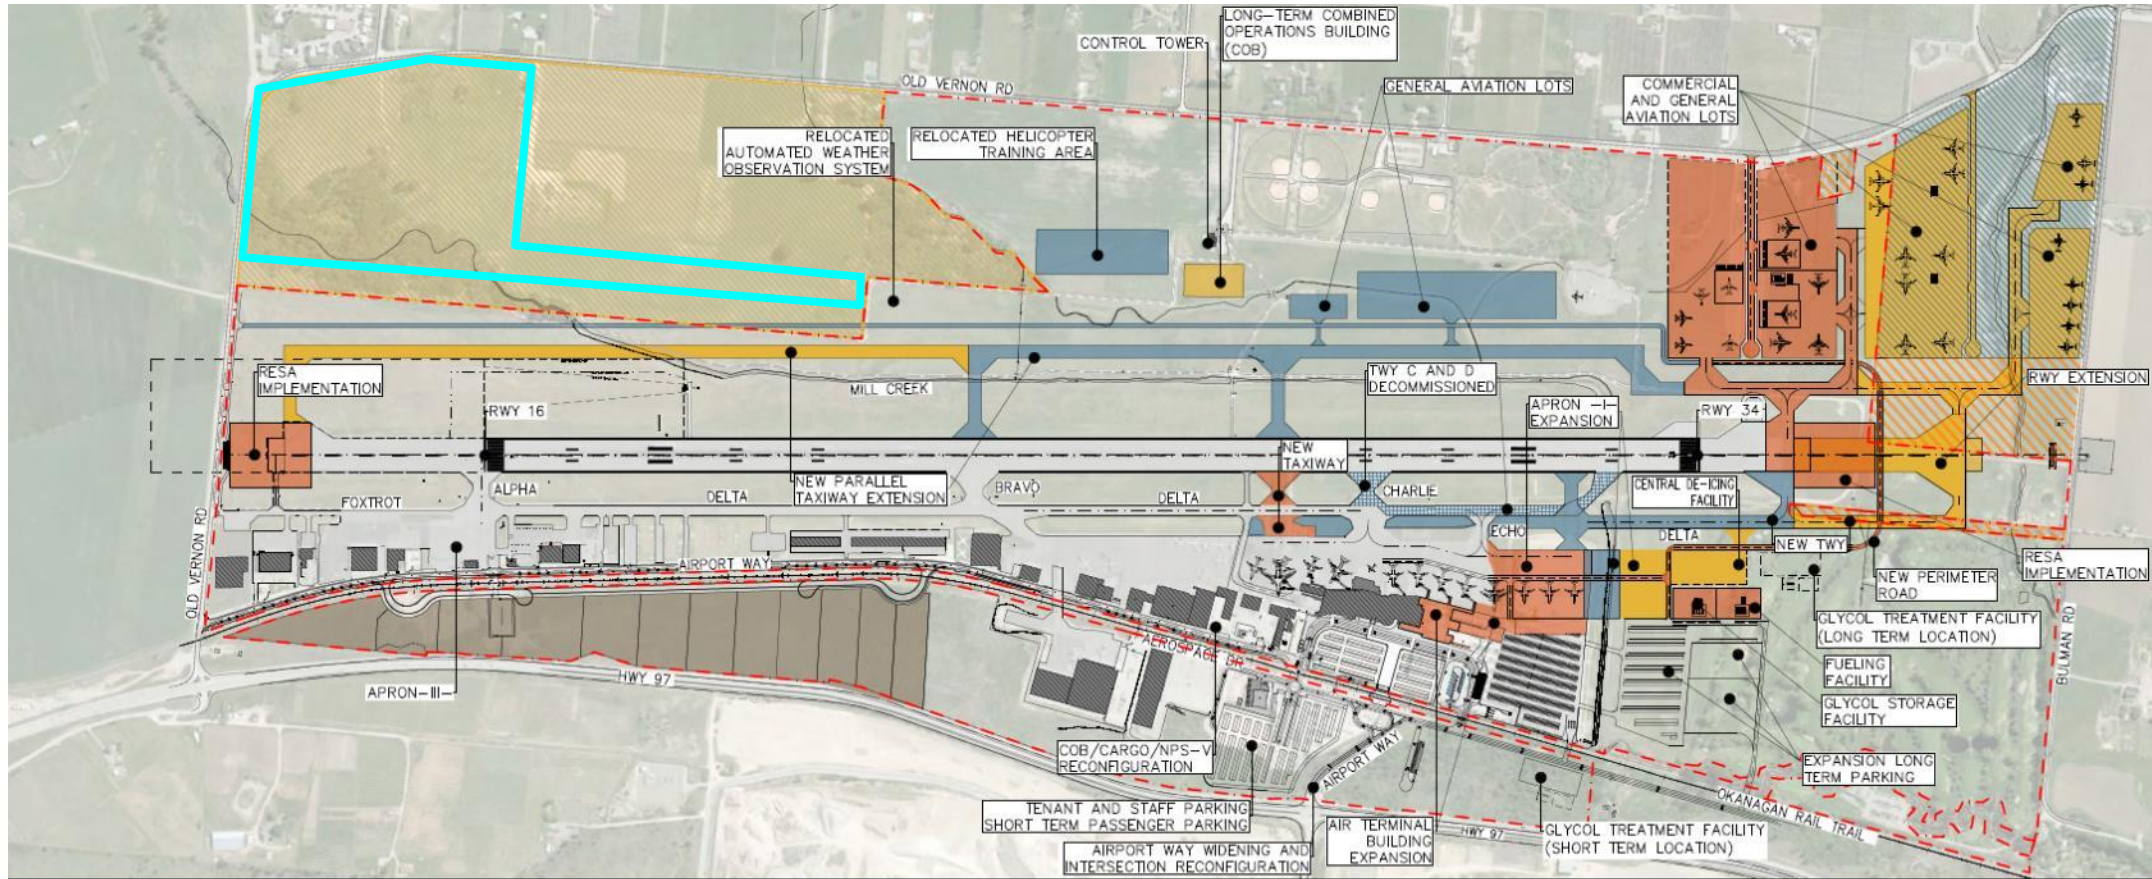 LONG-TERM COMBINED
OPERATIONS BUILDING
(COB)
CONTROL TOWER
OLD VERNON RD
GENERAL AVIATION LOTS
COMMERCIAL
AND GENERAL
AVIATION LOTS
RELOCATED
AUTOMATED WEATHER
OBSERVATION SYSTEM
RELOCATED HELICOPTER
TRAINING AREA
RESA
IMPLEMENTATION
MILL CREEK
TWY C AND D
DECOMMISSIONED
RWY EXTENSION
RWY 16
APRON -I-
EXPANSION
RWY 34
NEW
TAXIWAY
NEW PARALLEL
TAXIWAY EXTENSION
CENTRAL DE-ICING
FACILITY
FOXTROT
ALPHA
DELTA
BRAVO
DELTA
CHARLIE
ECHO
DELTA
NEW TWY
OLD VERNON RD
AIRPORT WAY
RESA
IMPLEMENTATION
NEW PERIMETER
ROAD
GLYCOL TREATMENT FACILITY
(LONG TERM LOCATION)
BULMAN RD
AEROSPACE DR
HWY 97
APRON-III-
FUELING
FACILITY
GLYCOL STORAGE
FACILITY
COB/CARGO/NPS-V
RECONFIGURATION
AIRPORT WAY
EXPANSION LONG
TERM PARKING
TENANT AND STAFF PARKING
SHORT TERM PASSENGER PARKING
OKANAGAN RAIL TRAIL
AIR TERMINAL
BUILDING
EXPANSION
HWY 97
GLYCOL TREATMENT FACILITY
(SHORT TERM LOCATION)
AIRPORT WAY WIDENING AND
INTERSECTION RECONFIGURATION